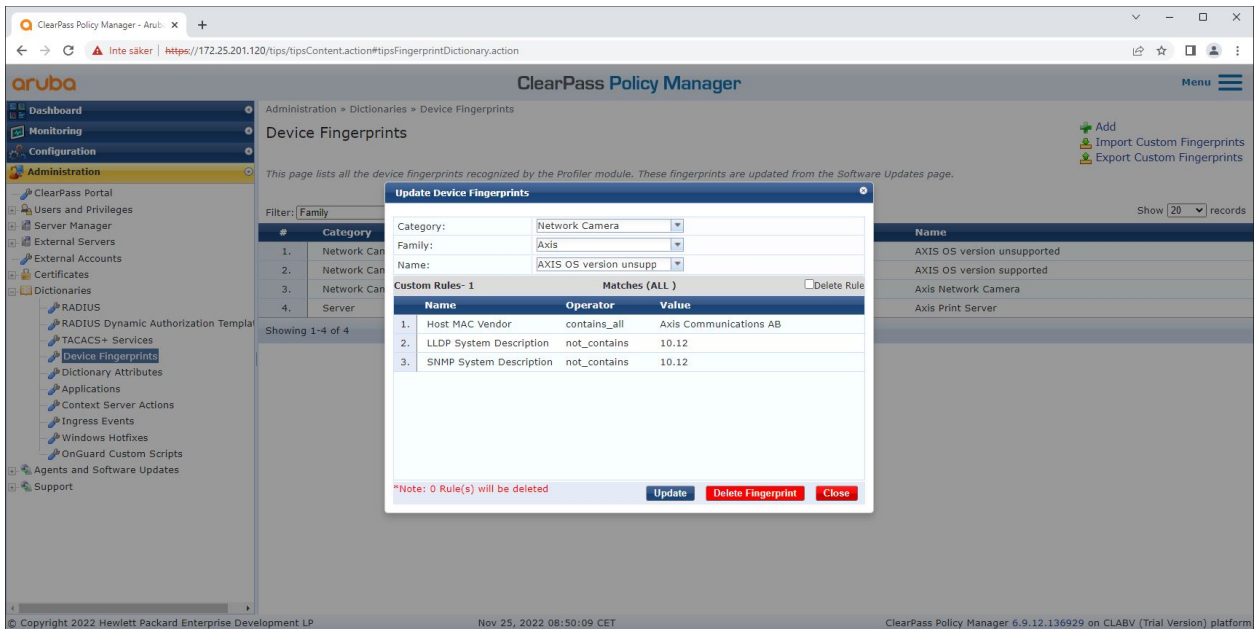 ClearPass Policy Manager - Arub
Inte säker | https://172.25.201.120/tips/tipsContent.action#tipsFingerprintDictionary.action
aruba
ClearPass Policy Manager
Menu
Dashboard
Monitoring
Configuration
Administration
ClearPass Portal
Users and Privileges
Server Manager
External Servers
External Accounts
Certificates
Dictionaries
RADIUS
RADIUS Dynamic Authorization Templat
TACACS+ Services
Device Fingerprints
Dictionary Attributes
Applications
Context Server Actions
Ingress Events
Windows Hotfixes
OnGuard Custom Scripts
Agents and Software Updates
Support
Administration » Dictionaries » Device Fingerprints
Device Fingerprints
Add
Import Custom Fingerprints
Export Custom Fingerprints
This page lists all the device fingerprints recognized by the Profiler module. These fingerprints are updated from the Software Updates page.
Filter: Family
Show 20 records
# Category Name
1. Network Can AXIS OS version unsupported
2. Network Can AXIS OS version supported
3. Network Can Axis Network Camera
4. Server Axis Print Server
Showing 1-4 of 4
Update Device Fingerprints
Category: Network Camera
Family: Axis
Name: AXIS OS version unsupp
Custom Rules- 1 Matches (ALL ) Delete Rule
Name Operator Value
1. Host MAC Vendor contains_all Axis Communications AB
2. LLDP System Description not_contains 10.12
3. SNMP System Description not_contains 10.12
*Note: 0 Rule(s) will be deleted
Update Delete Fingerprint Close
© Copyright 2022 Hewlett Packard Enterprise Development LP
Nov 25, 2022 08:50:09 CET
ClearPass Policy Manager 6.9.12.136929 on CLABV (Trial Version) platform